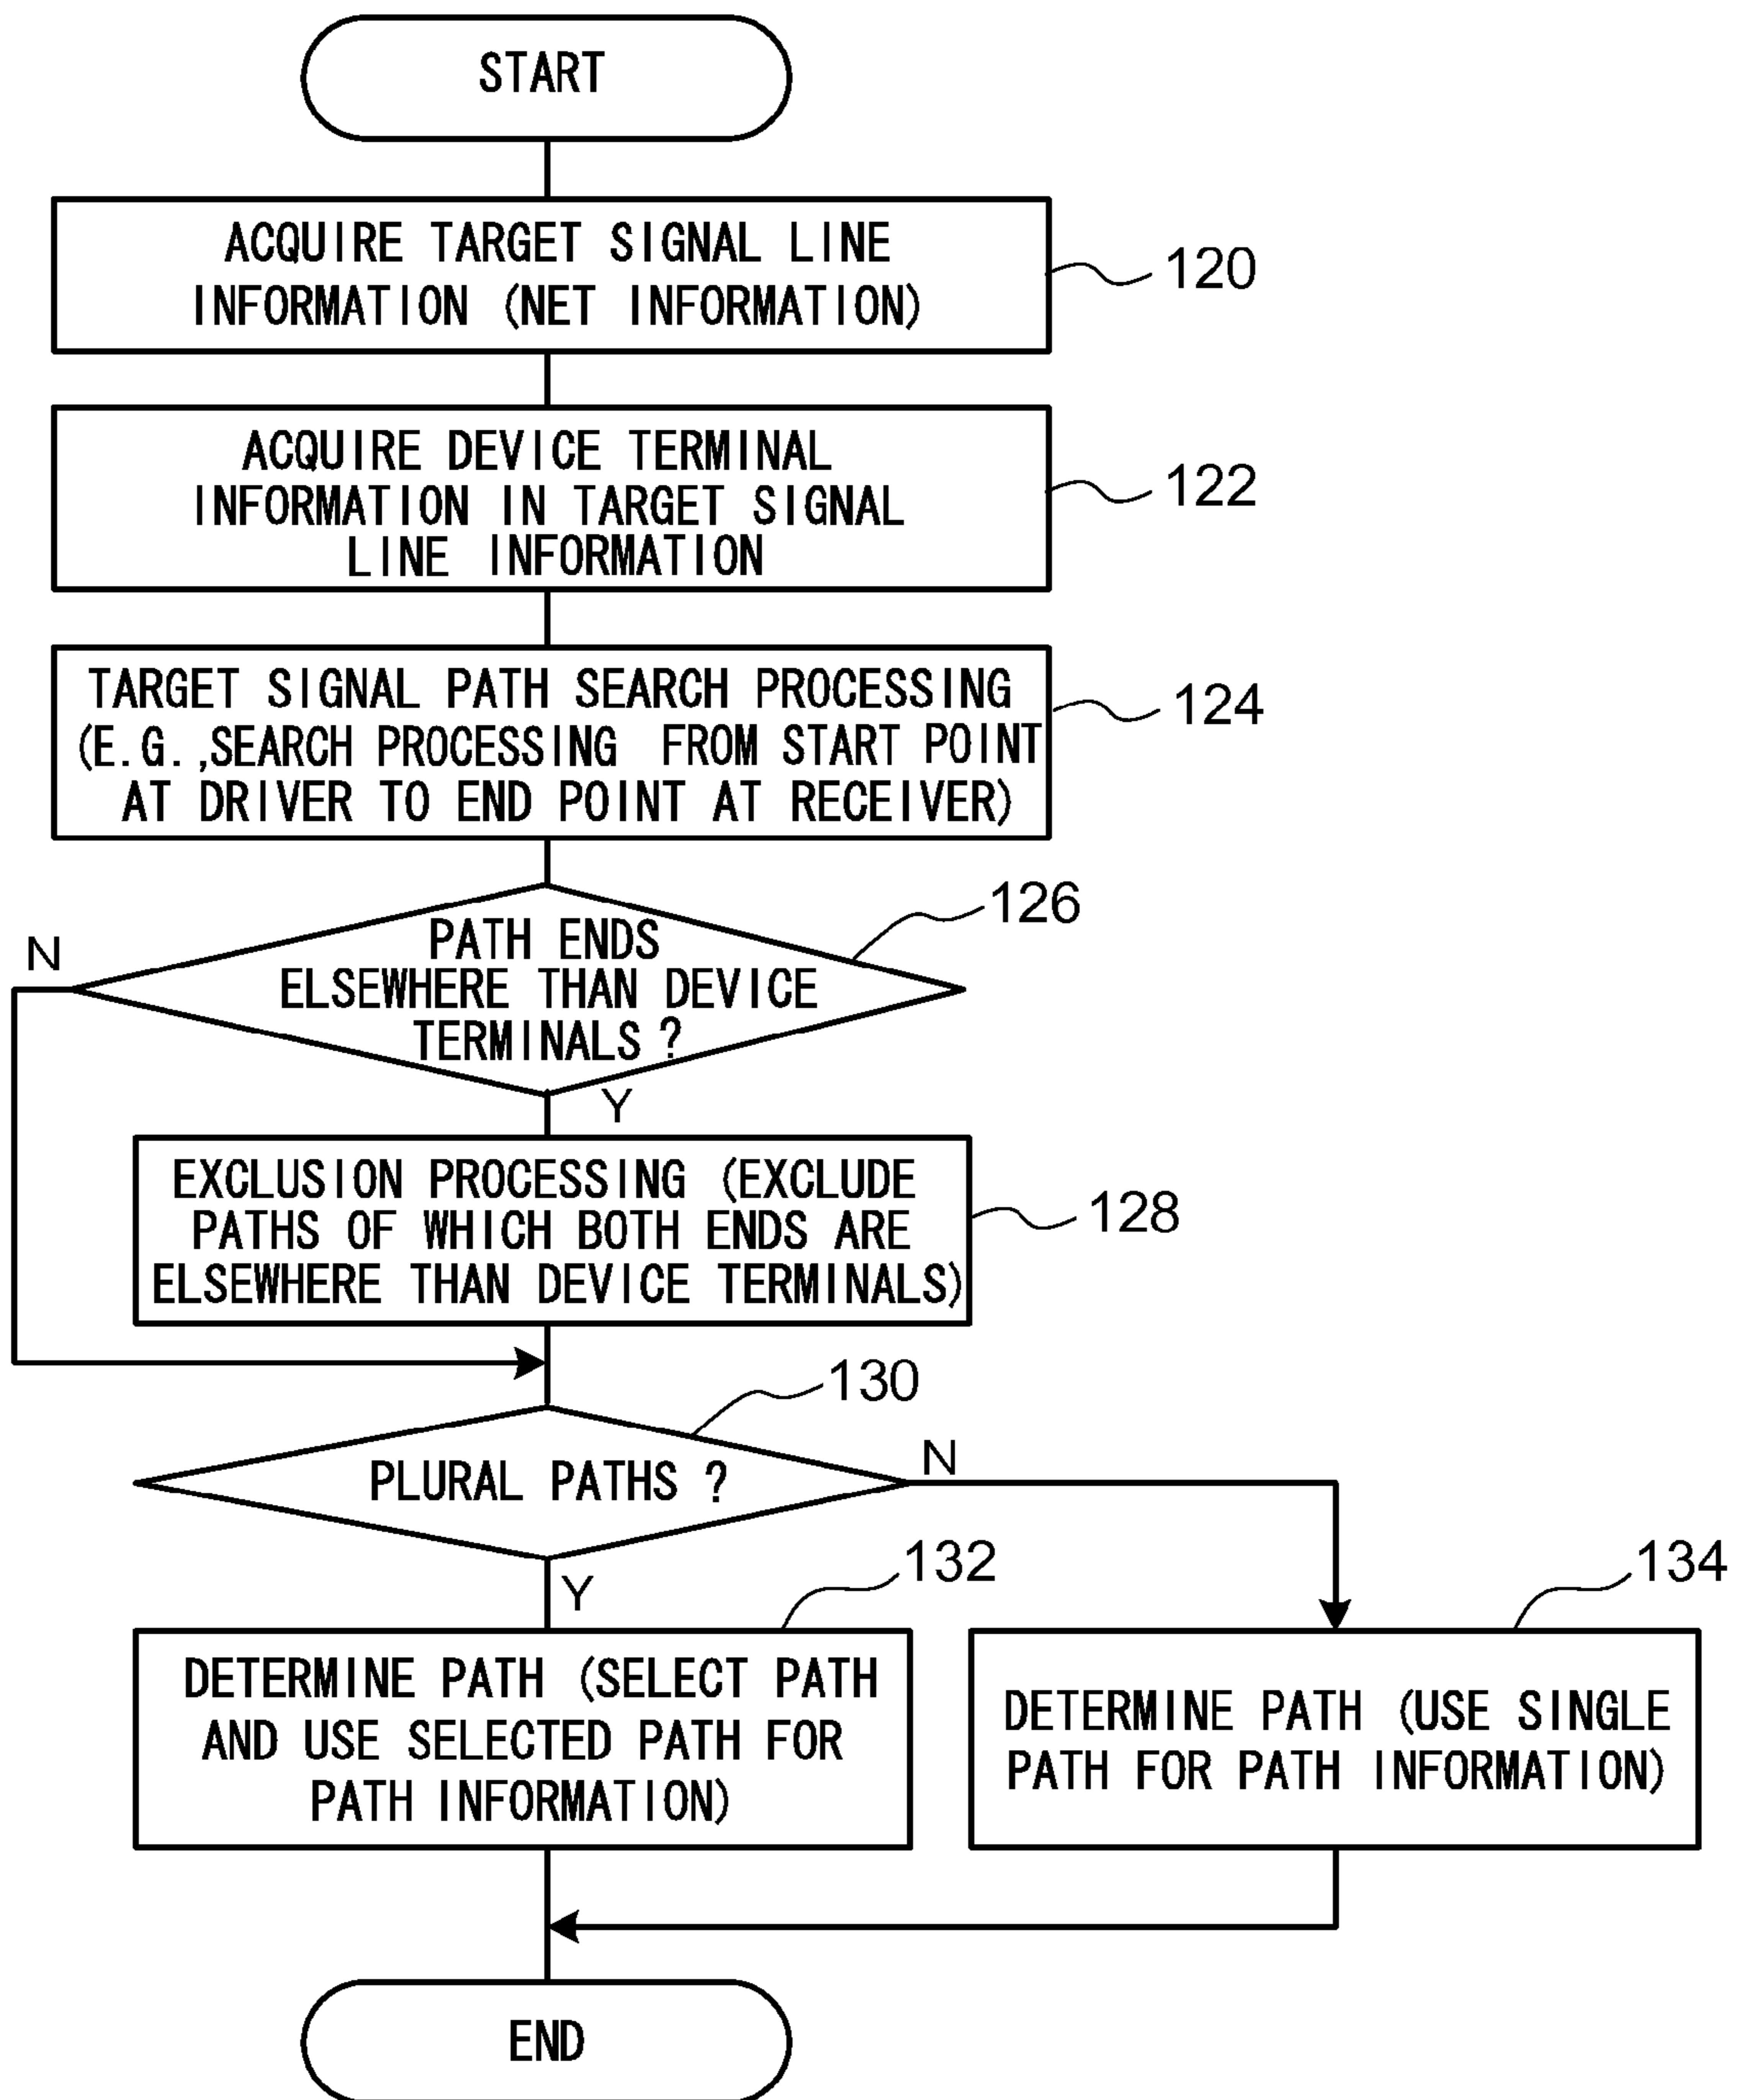 START
ACQUIRE TARGET SIGNAL LINE
INFORMATION (NET INFORMATION)
120
ACQUIRE DEVICE TERMINAL
INFORMATION IN TARGET SIGNAL
LINE INFORMATION
122
TARGET SIGNAL PATH SEARCH PROCESSING
(E.G.,SEARCH PROCESSING FROM START POINT
AT DRIVER TO END POINT AT RECEIVER)
124
126
PATH ENDS
ELSEWHERE THAN DEVICE
TERMINALS ?
N
Y
EXCLUSION PROCESSING (EXCLUDE
PATHS OF WHICH BOTH ENDS ARE
ELSEWHERE THAN DEVICE TERMINALS)
128
130
PLURAL PATHS ?
N
Y
132
DETERMINE PATH (SELECT PATH
AND USE SELECTED PATH FOR
PATH INFORMATION)
134
DETERMINE PATH (USE SINGLE
PATH FOR PATH INFORMATION)
END